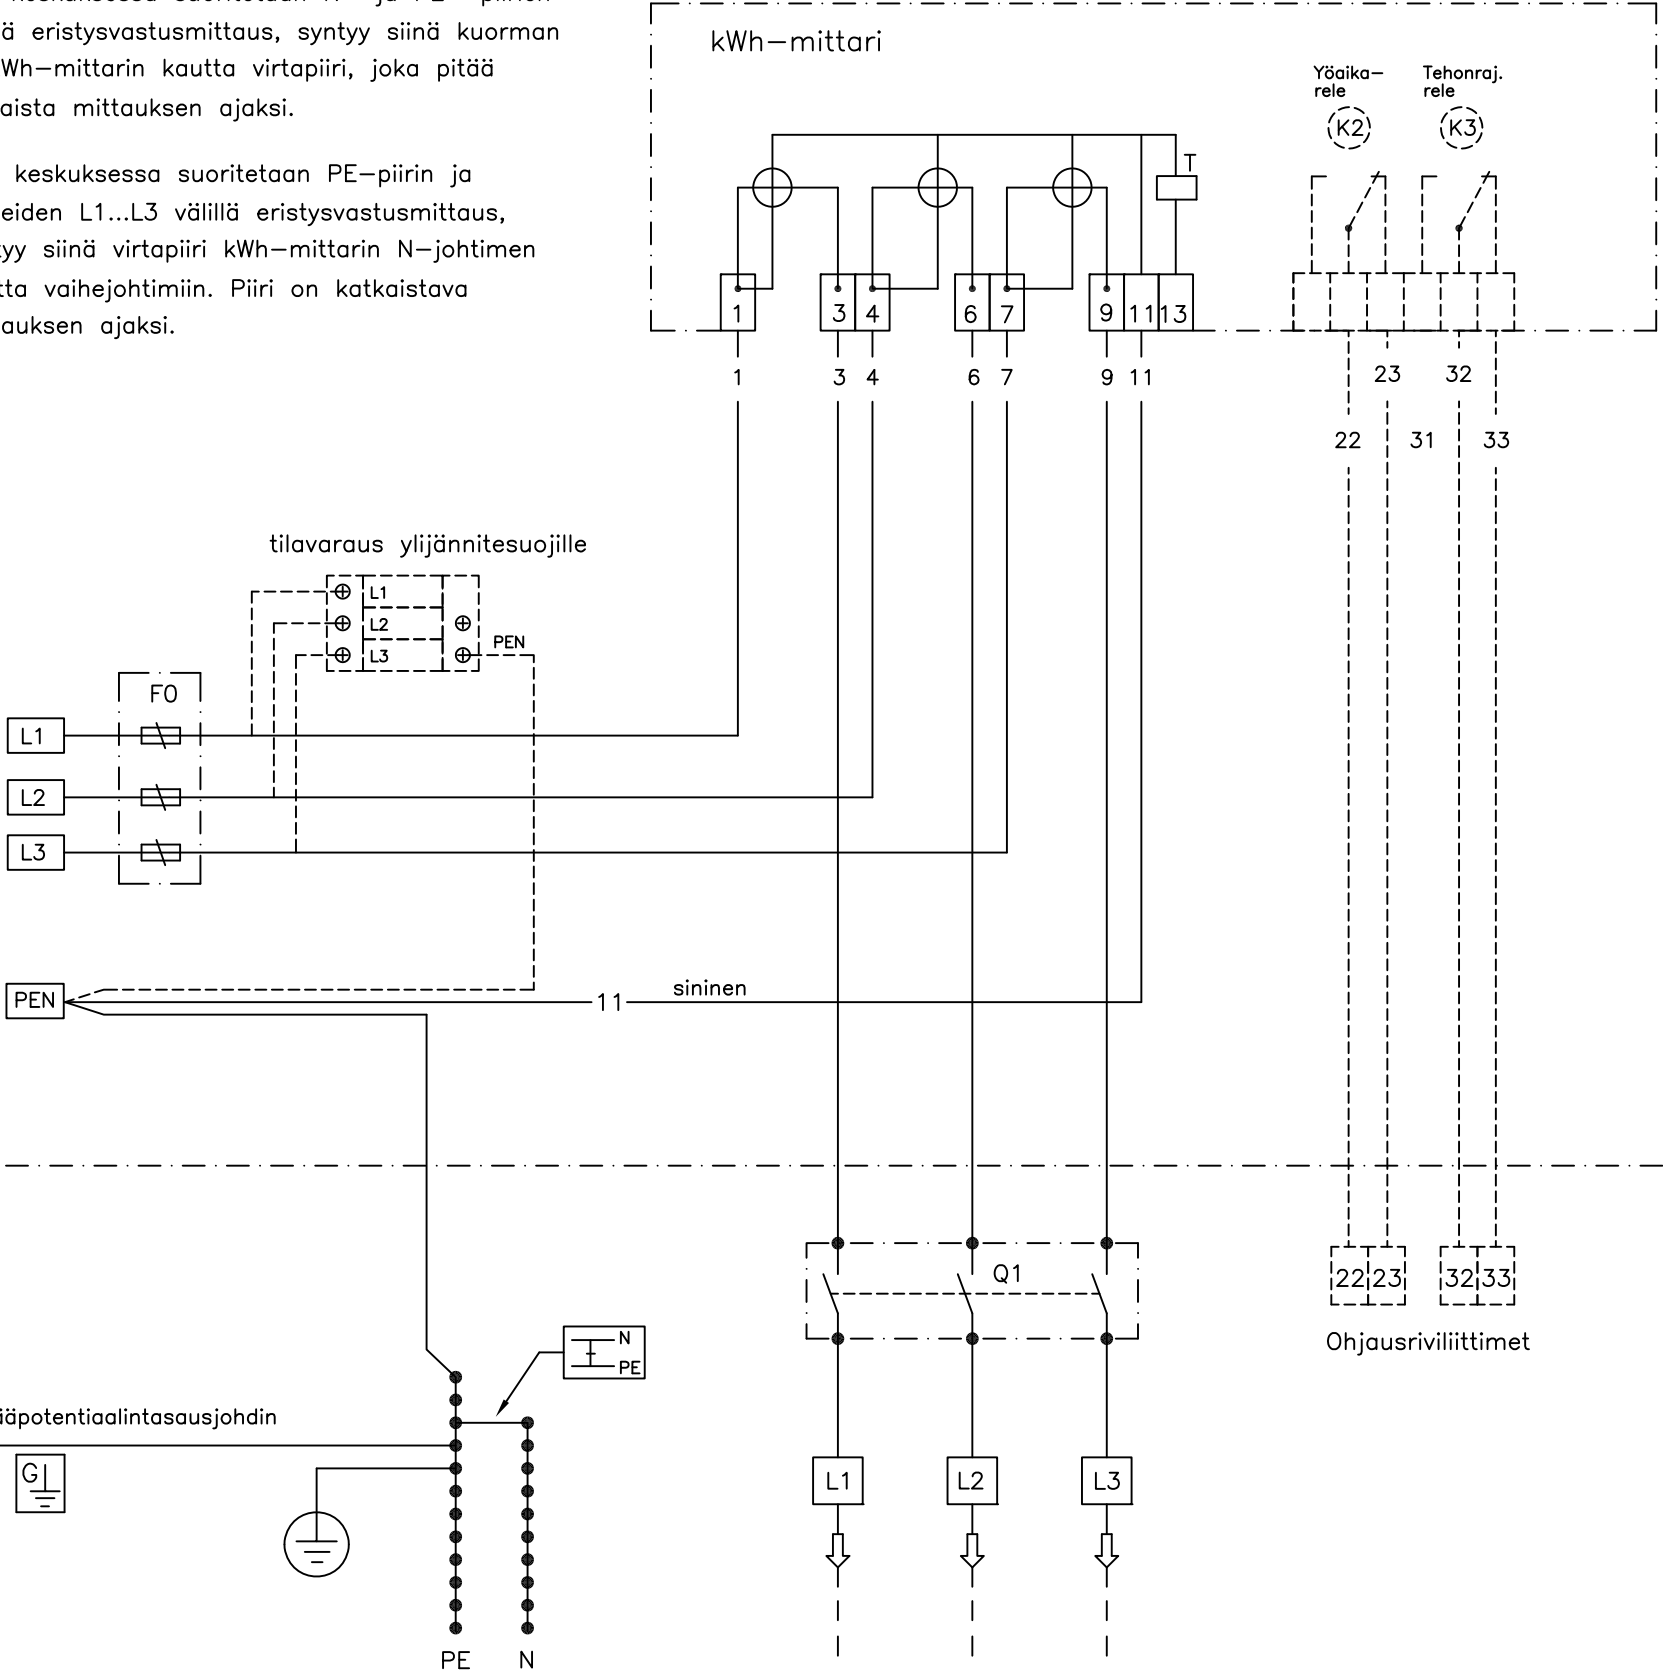 ä eristysvastusmittaus, syntyy siinä kuorman
Wh-mittarin kautta virtapiiri, joka pitää
aista mittauksen ajaksi.
keskuksessa suoritetaan PE-piirin ja
eiden L1...L3 välillä eristysvastusmittaus,
yy siinä virtapiiri kWh-mittarin N-johtimen
tta vaihejohtimiin. Piiri on katkaistava
auksen ajaksi.
kWh-mittari
Yöaika-
rele
K2
Tehonraj.
rele
K3
T
1 3 4 6 7 9 11 13
1 3 4 6 7 9 11
23 32
22 31 33
tilavaraus ylijännitesuojille
L1
L2
L3
PEN
F0
L1
L2
L3
PEN
11
sininen
Q1
22 23 32 33
Ohjausriviliittimet
N
PE
ääpotentiaalintasausjohdin
G
L1 L2 L3
PE N